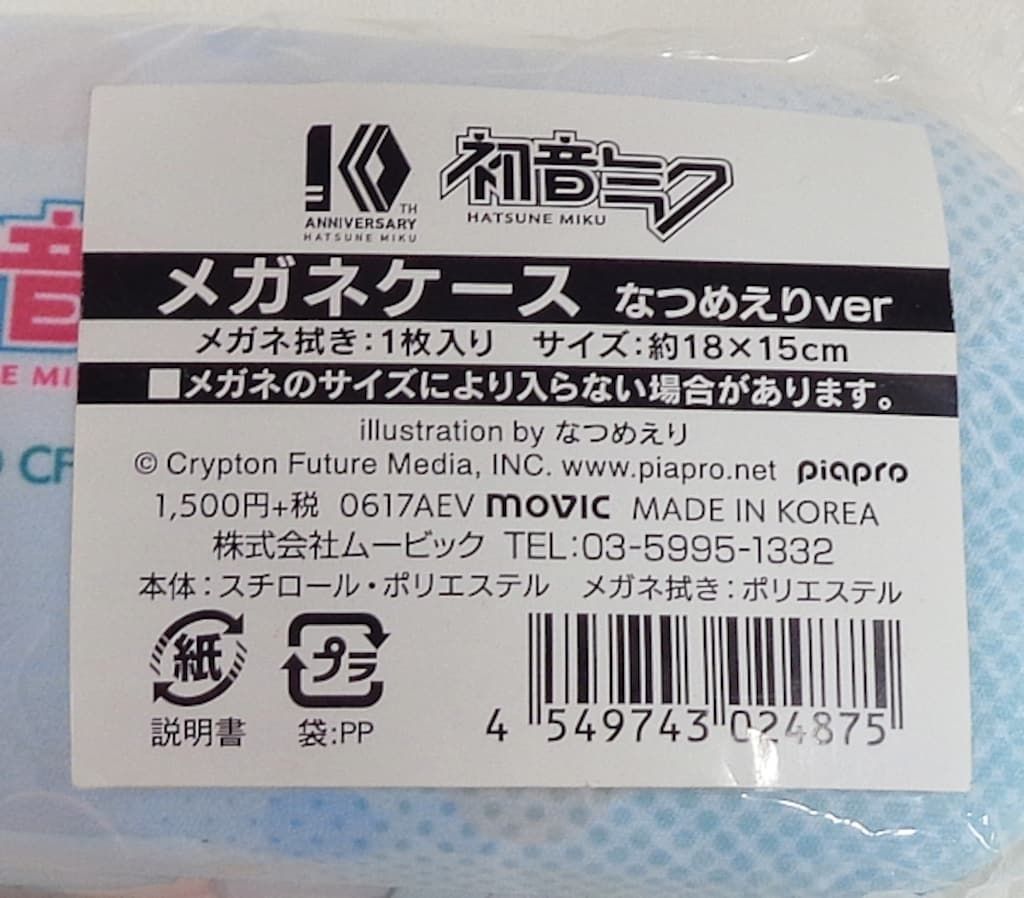 10TH
ANNIVERSARY
HATSUNE MIKU
初音ミク
HATSUNE MIKU
メガネケース なつめえりver
メガネ拭き:1枚入り サイズ:約18×15cm
■メガネのサイズにより入らない場合があります。
illustration by なつめえり
© Crypton Future Media, INC. www.piapro.net piapro
1,500円+税 0617AEV movic MADE IN KOREA
株式会社ムービック TEL:03-5995-1332
本体:スチロール・ポリエステル メガネ拭き:ポリエステル
紙 プラ
説明書 袋:PP
4 549743 024875
音
E MI
CF